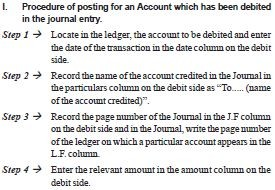 I. Procedure of posting for an Account which has been debited
in the journal entry.
Step 1 → Locate in the ledger, the account to be debited and enter
the date of the transaction in the date column on the debit
side.
Step 2 → Record the name of the account credited in the Journal in
the particulars column on the debit side as “To..... (name
of the account credited)”.
Step 3 → Record the page number of the Journal in the J.F column
on the debit side and in the Journal, write the page number
of the ledger on which a particular account appears in the
L.F. column.
Step 4 → Enter the relevant amount in the amount column on the
debit side.